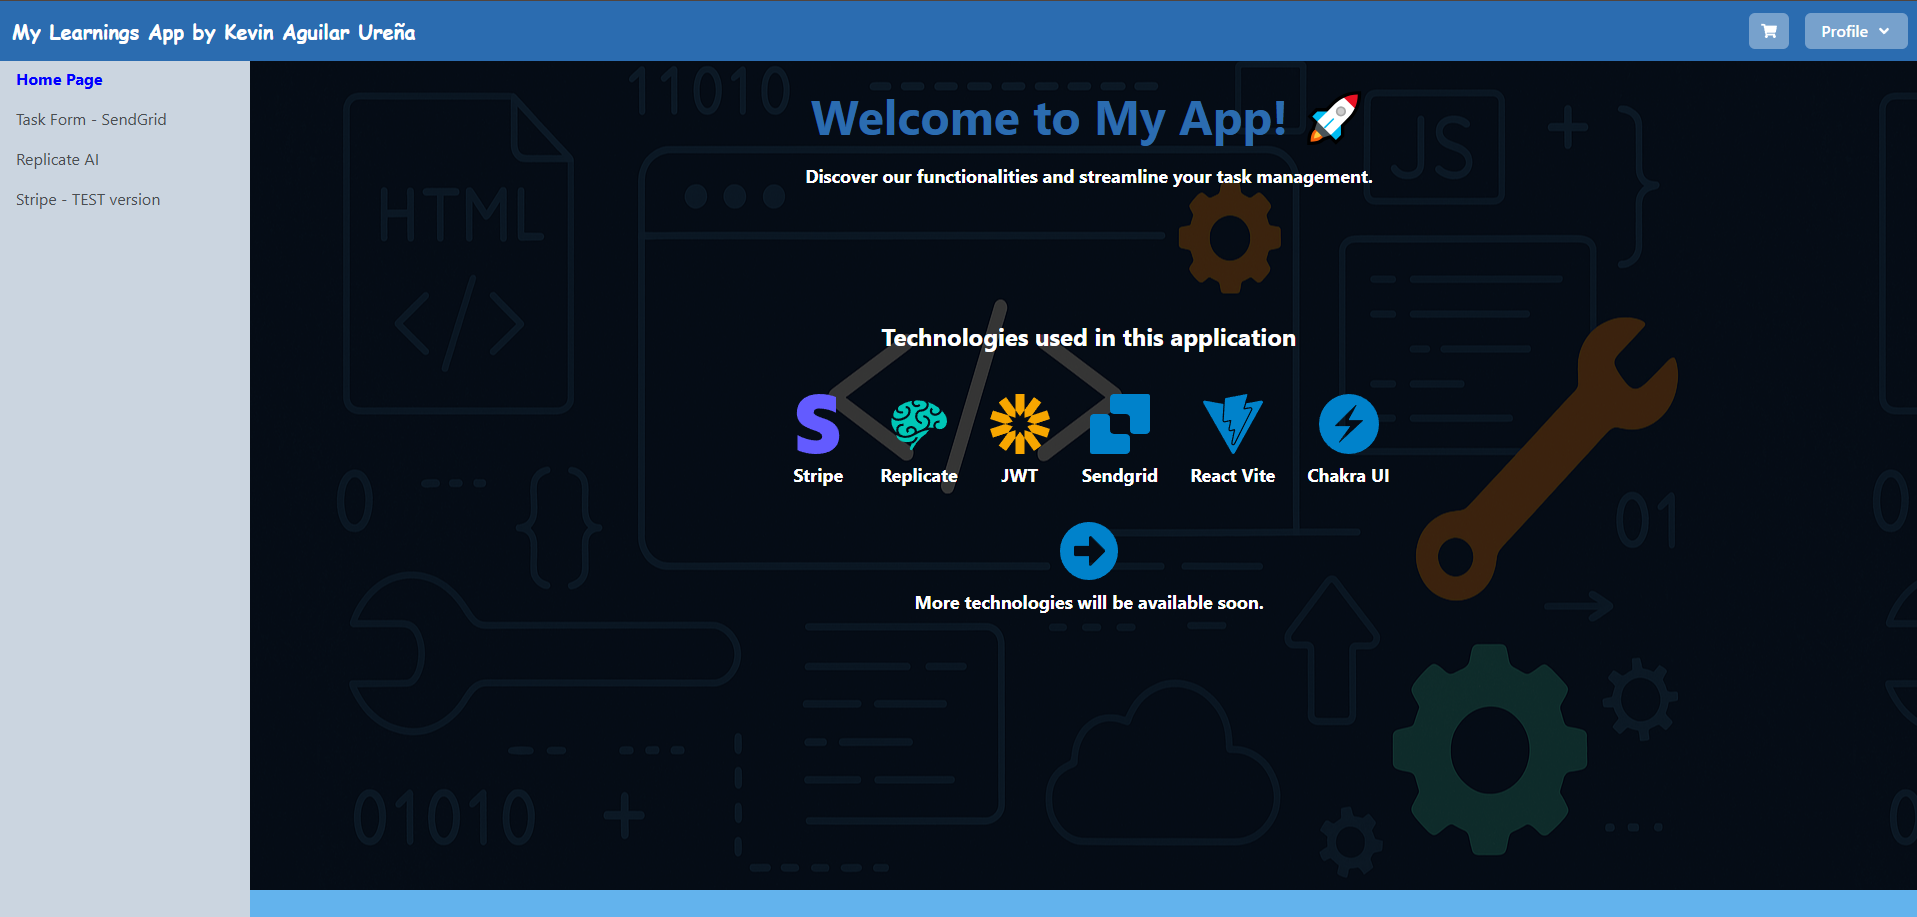 My Learnings App by Kevin Aguilar Ureña
Profile
Home Page
Task Form - SendGrid
Replicate AI
Stripe - TEST version
11010
Welcome to My App! 🚀
JS
Discover our functionalities and streamline your task management.
HTML
</>
Technologies used in this application
</>
Stripe
Replicate
JWT
Sendgrid
React Vite
Chakra UI
0
{}
01
0
More technologies will be available soon.
01010
+